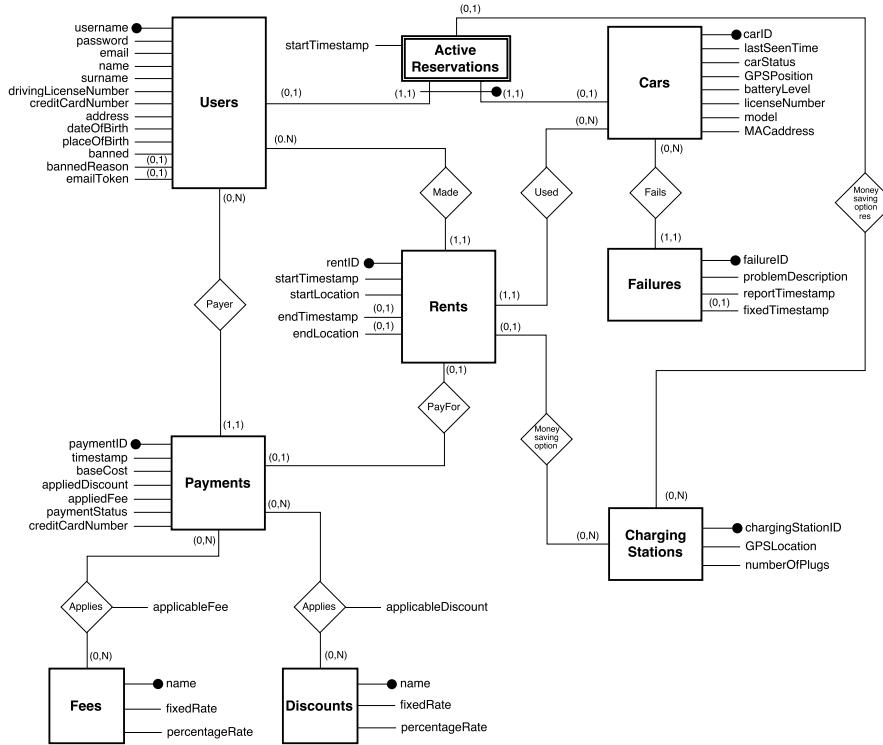 (0,1)
username
password
email
name
surname
drivingLicenseNumber
creditCardNumber
address
dateOfBirth
placeOfBirth
banned
(0,1)
bannedReason
(0,1)
emailToken
Users
(0,1)
(0.N)
(0,N)
startTimestamp
Active
Reservations
(1,1)
(1,1)
(0,1)
(0,N)
Cars
carID
lastSeenTime
carStatus
GPSPosition
batteryLevel
licenseNumber
model
MACaddress
(0,N)
Made
Used
Fails
Money
saving
option
res
(1,1)
(1,1)
rentID
startTimestamp
startLocation
(0,1)
endTimestamp
(0,1)
endLocation
Rents
(1,1)
(0,1)
(0,1)
Failures
failureID
problemDescription
reportTimestamp
(0,1)
fixedTimestamp
Payer
PayFor
Money
saving
option
(1,1)
paymentID
timestamp
baseCost
appliedDiscount
appliedFee
paymentStatus
creditCardNumber
Payments
(0,1)
(0,N)
(0,N)
(0,N)
(0,N)
Charging
Stations
chargingStationID
GPSLocation
numberOfPlugs
Applies
applicableFee
Applies
applicableDiscount
(0,N)
(0,N)
Fees
name
fixedRate
percentageRate
Discounts
name
fixedRate
percentageRate